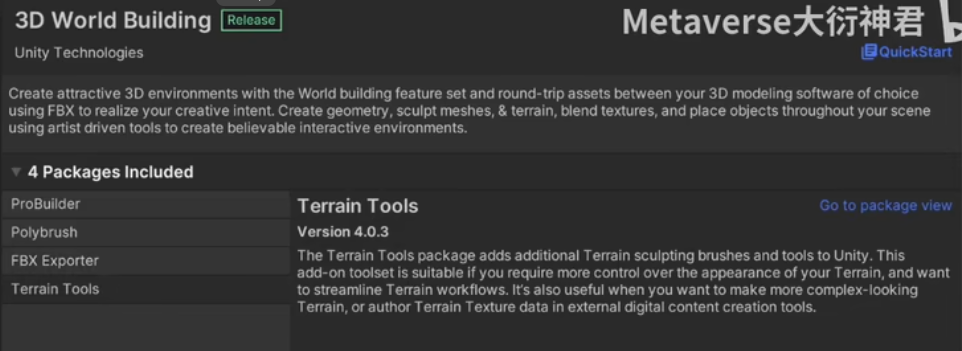 3D World Building Release
Metaverse大衍神君
Unity Technologies
QuickStart
Create attractive 3D environments with the World building feature set and round-trip assets between your 3D modeling software of choice
using FBX to realize your creative intent. Create geometry, sculpt meshes, & terrain, blend textures, and place objects throughout your scene
using artist driven tools to create believable interactive environments.
4 Packages Included
ProBuilder
Polybrush
FBX Exporter
Terrain Tools
Terrain Tools
Go to package view
Version 4.0.3
The Terrain Tools package adds additional Terrain sculpting brushes and tools to Unity. This
add-on toolset is suitable if you require more control over the appearance of your Terrain, and want
to streamline Terrain workflows. It's also useful when you want to make more complex-looking
Terrain, or author Terrain Texture data in external digital content creation tools.